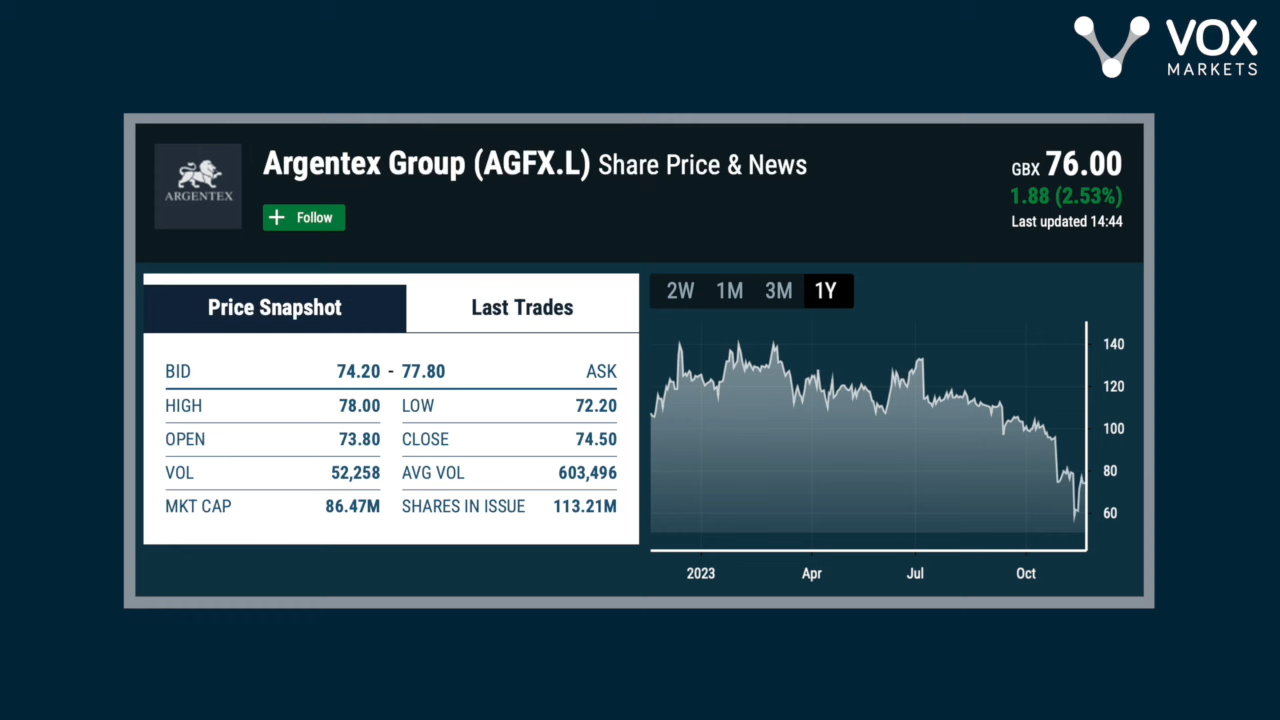 VOX
MARKETS
ARGENTEX
Argentex Group (AGFX.L) Share Price & News
+ Follow
GBX 76.00
1.88 (2.53%)
Last updated 14:44
Price Snapshot
Last Trades
BID 74.20 - 77.80 ASK
HIGH 78.00 LOW 72.20
OPEN 73.80 CLOSE 74.50
VOL 52,258 AVG VOL 603,496
MKT CAP 86.47M SHARES IN ISSUE 113.21M
2W 1M 3M 1Y
140
120
100
80
60
2023 Apr Jul Oct